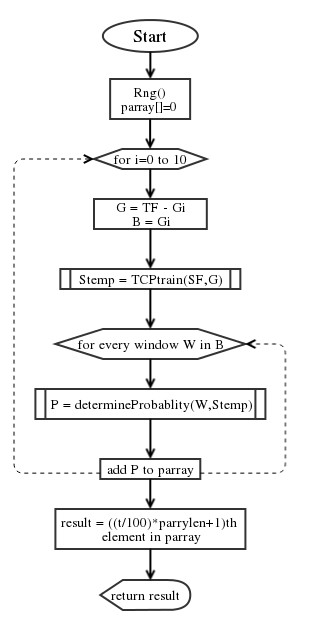 Start
Rng()
parray[]=0
for i=0 to 10
G = TF - Gi
B = Gi
Stemp = TCPtrain(SF,G)
for every window W in B
P = determineProbablity(W,Stemp)
add P to parray
result = ((t/100)*parrylen+1)th
element in parray
return result